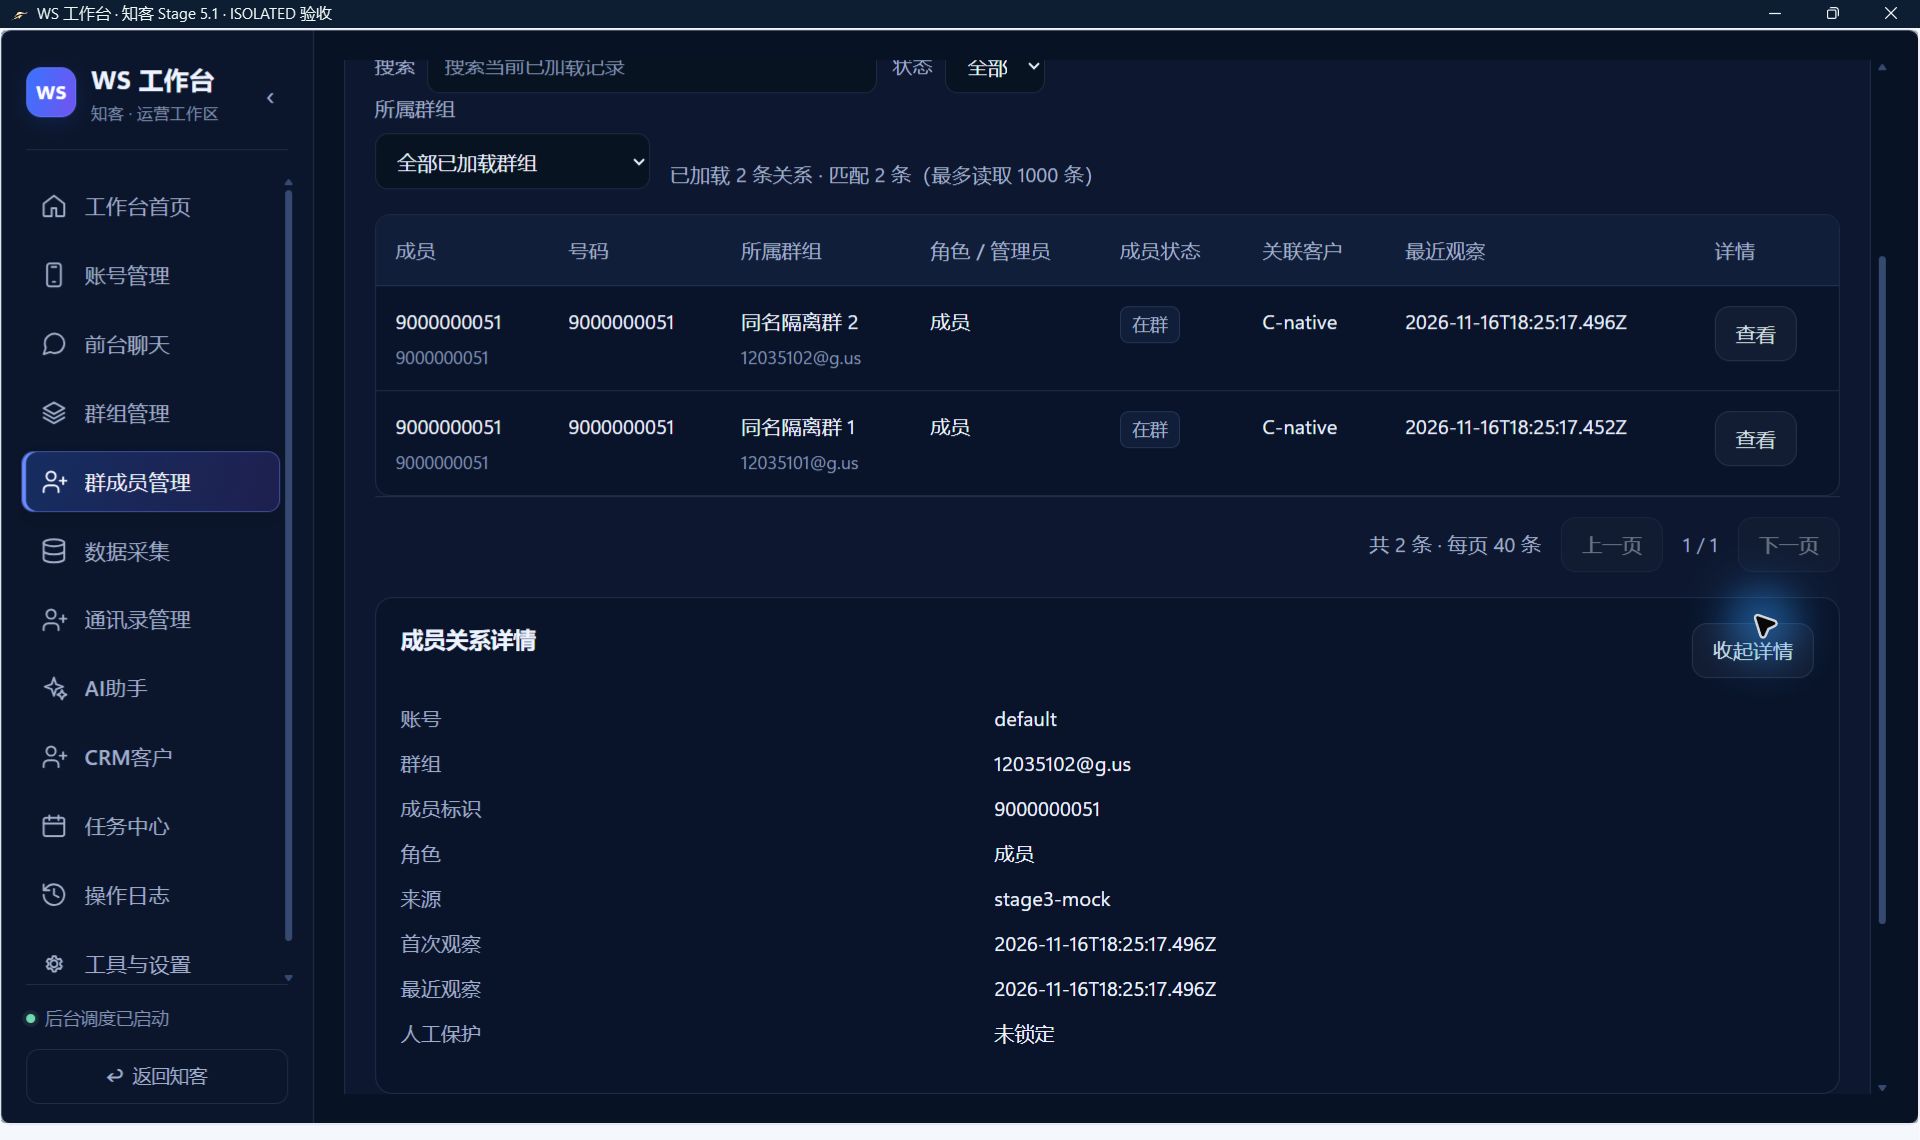 WS 工作台 · 知客 Stage 5.1 · ISOLATED 验收
WS
WS 工作台
知客 · 运营工作区
工作台首页
账号管理
前台聊天
群组管理
群成员管理
数据采集
通讯录管理
AI助手
CRM客户
任务中心
操作日志
工具与设置
后台调度已启动
返回知客
搜索 搜索当前已加载记录 状态 全部
所属群组
全部已加载群组 已加载 2 条关系 · 匹配 2 条（最多读取 1000 条）
成员 号码 所属群组 角色 / 管理员 成员状态 关联客户 最近观察 详情
9000000051 9000000051 同名隔离群 2 成员 在群 C-native 2026-11-16T18:25:17.496Z 查看
9000000051 12035102@g.us
9000000051 9000000051 同名隔离群 1 成员 在群 C-native 2026-11-16T18:25:17.452Z 查看
9000000051 12035101@g.us
共 2 条 · 每页 40 条 上一页 1 / 1 下一页
成员关系详情 收起详情
账号 default
群组 12035102@g.us
成员标识 9000000051
角色 成员
来源 stage3-mock
首次观察 2026-11-16T18:25:17.496Z
最近观察 2026-11-16T18:25:17.496Z
人工保护 未锁定